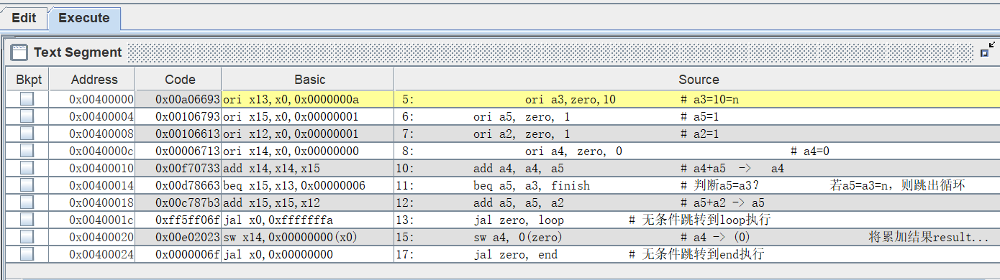 Edit Execute
Text Segment
Bkpt Address Code Basic Source
0x00400000 0x00a06693 ori x13,x0,0x0000000a 5: ori a3,zero,10 # a3=10=n
0x00400004 0x00106793 ori x15,x0,0x00000001 6: ori a5, zero, 1 # a5=1
0x00400008 0x00106613 ori x12,x0,0x00000001 7: ori a2, zero, 1 # a2=1
0x0040000c 0x00006713 ori x14,x0,0x00000000 8: ori a4, zero, 0 # a4=0
0x00400010 0x00f70733 add x14,x14,x15 10: add a4, a4, a5 # a4+a5 -> a4
0x00400014 0x00d78663 beq x15,x13,0x00000006 11: beq a5, a3, finish # 判断a5=a3? 若a5=a3=n，则跳出循环
0x00400018 0x00c787b3 add x15,x15,x12 12: add a5, a5, a2 # a5+a2 -> a5
0x0040001c 0xff5ff06f jal x0,0xfffffffa 13: jal zero, loop # 无条件跳转到loop执行
0x00400020 0x00e02023 sw x14,0x00000000(x0) 15: sw a4, 0(zero) # a4 -> (0) 将累加结果result...
0x00400024 0x0000006f jal x0,0x00000000 17: jal zero, end # 无条件跳转到end执行